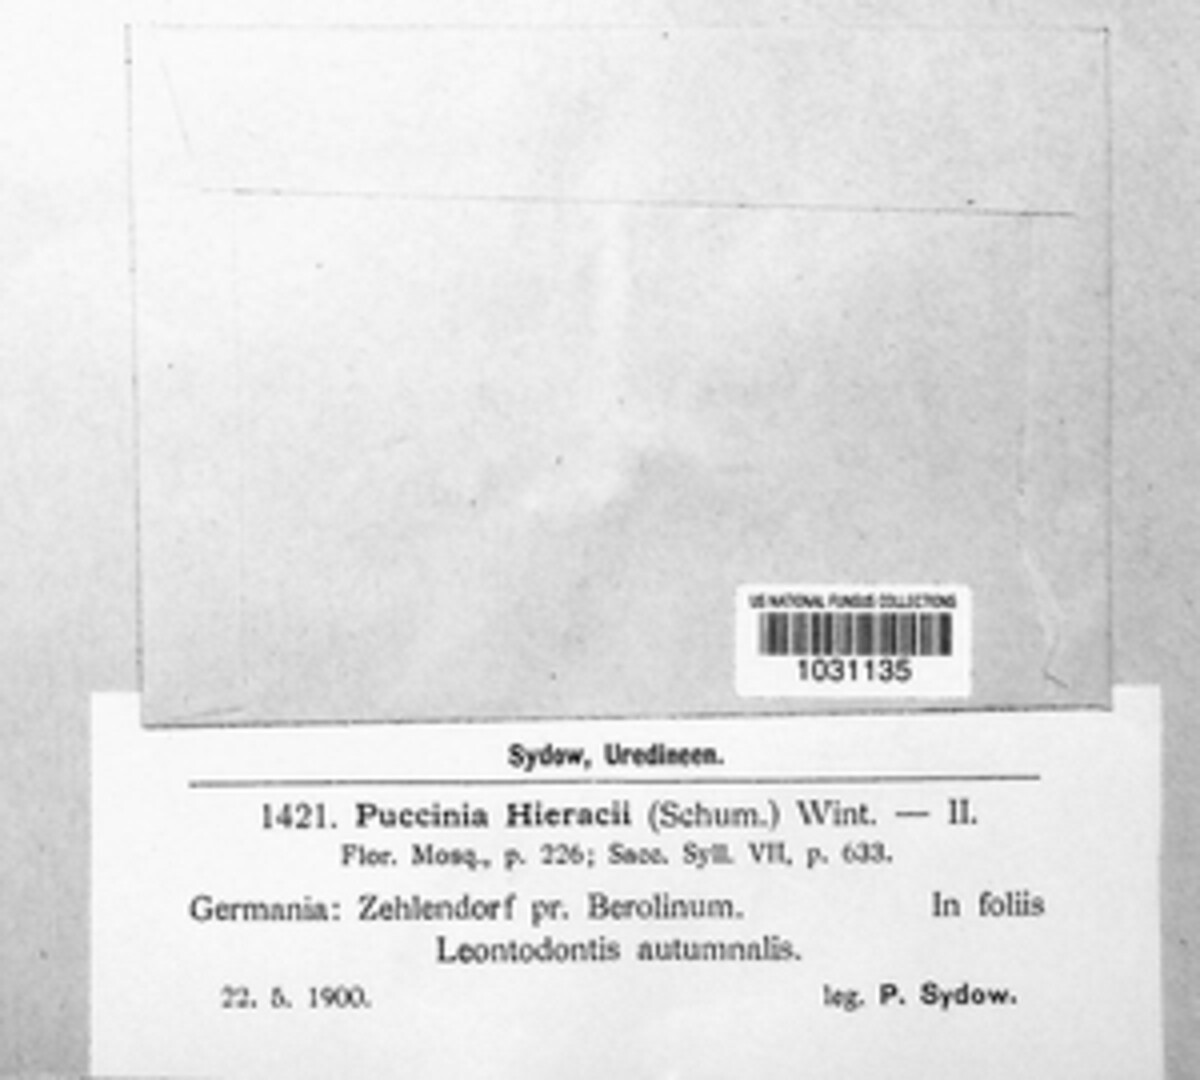 US NATIONAL FUNGUS COLLECTIONS
1031135
Sydow, Uredineen.
1421. Puccinia Hieracii (Schum.) Wint. — II.
Flor. Mosq., p. 226; Sacc. Syll. VII, p. 633.
Germania: Zehlendorf pr. Berolinum. In foliis
Leontodontis autumnalis.
22. 5. 1900. leg. P. Sydow.